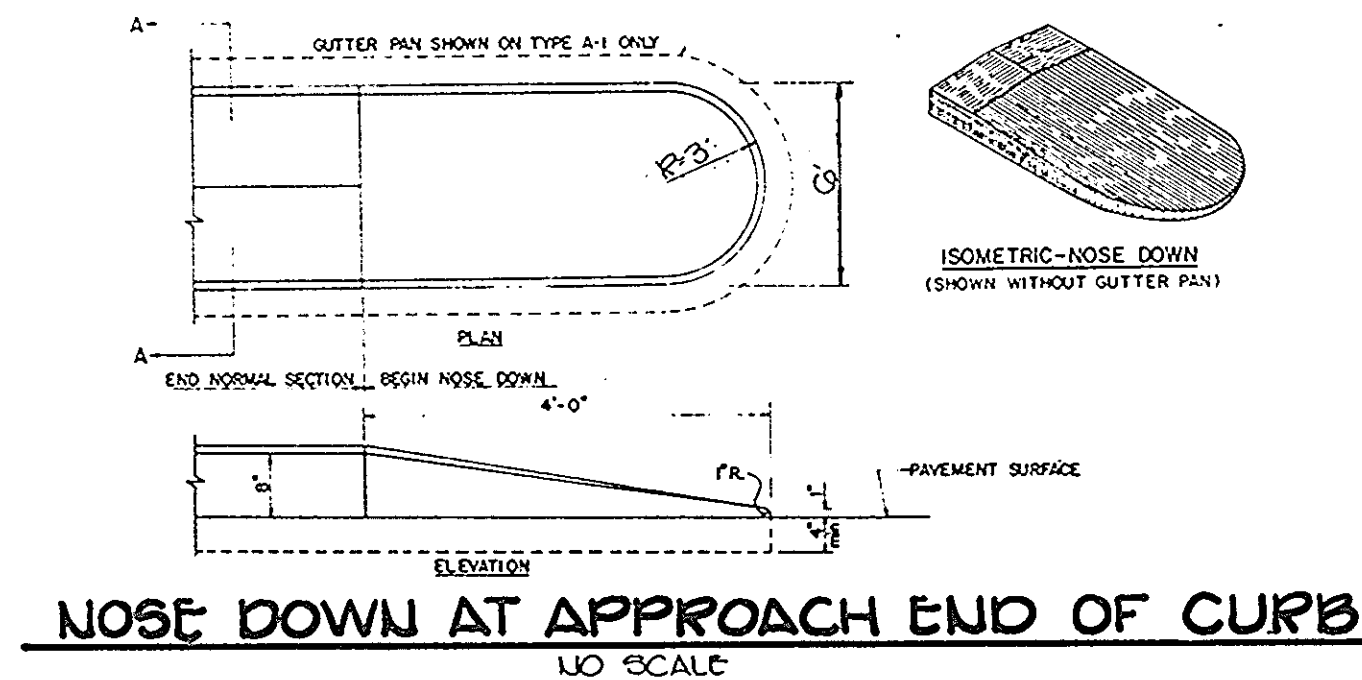 A-
GUTTER PAN SHOWN ON TYPE A-1 ONLY
R-3'
6'
ISOMETRIC-NOSE DOWN
(SHOWN WITHOUT GUTTER PAN)
PLAN
A
END NORMAL SECTION
BEGIN NOSE DOWN
4'-0"
8"
1"R
1"
PAVEMENT SURFACE
4"
min
ELEVATION
NOSE DOWN AT APPROACH END OF CURB
NO SCALE